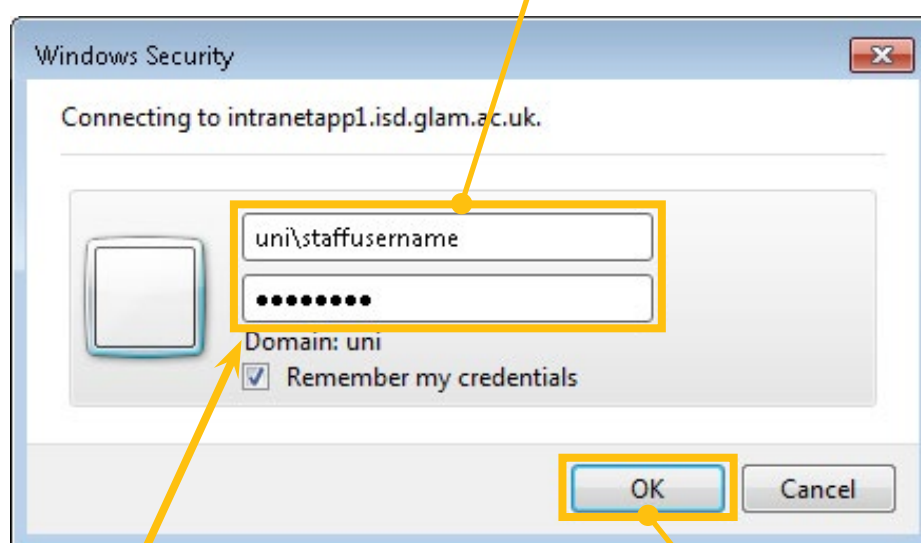 Windows Security
Connecting to intranetapp1.isd.glam.ac.uk.
uni\staffusername
••••••••
Domain: uni
Remember my credentials
OK Cancel